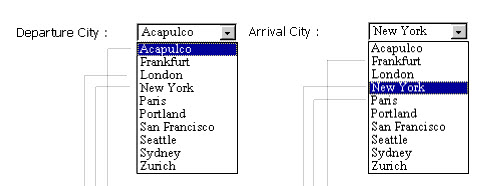 Departure City : Acapulco Arrival City : New York
Acapulco Acapulco
Frankfurt Frankfurt
London London
New York New York
Paris Paris
Portland Portland
San Francisco San Francisco
Seattle Seattle
Sydney Sydney
Zurich Zurich